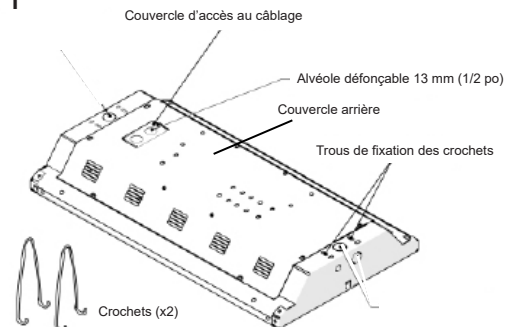 Couvercle d'accès au câblage
Alvéole défonçable 13 mm (1/2 po)
Couvercle arrière
Trous de fixation des crochets
Crochets (x2)